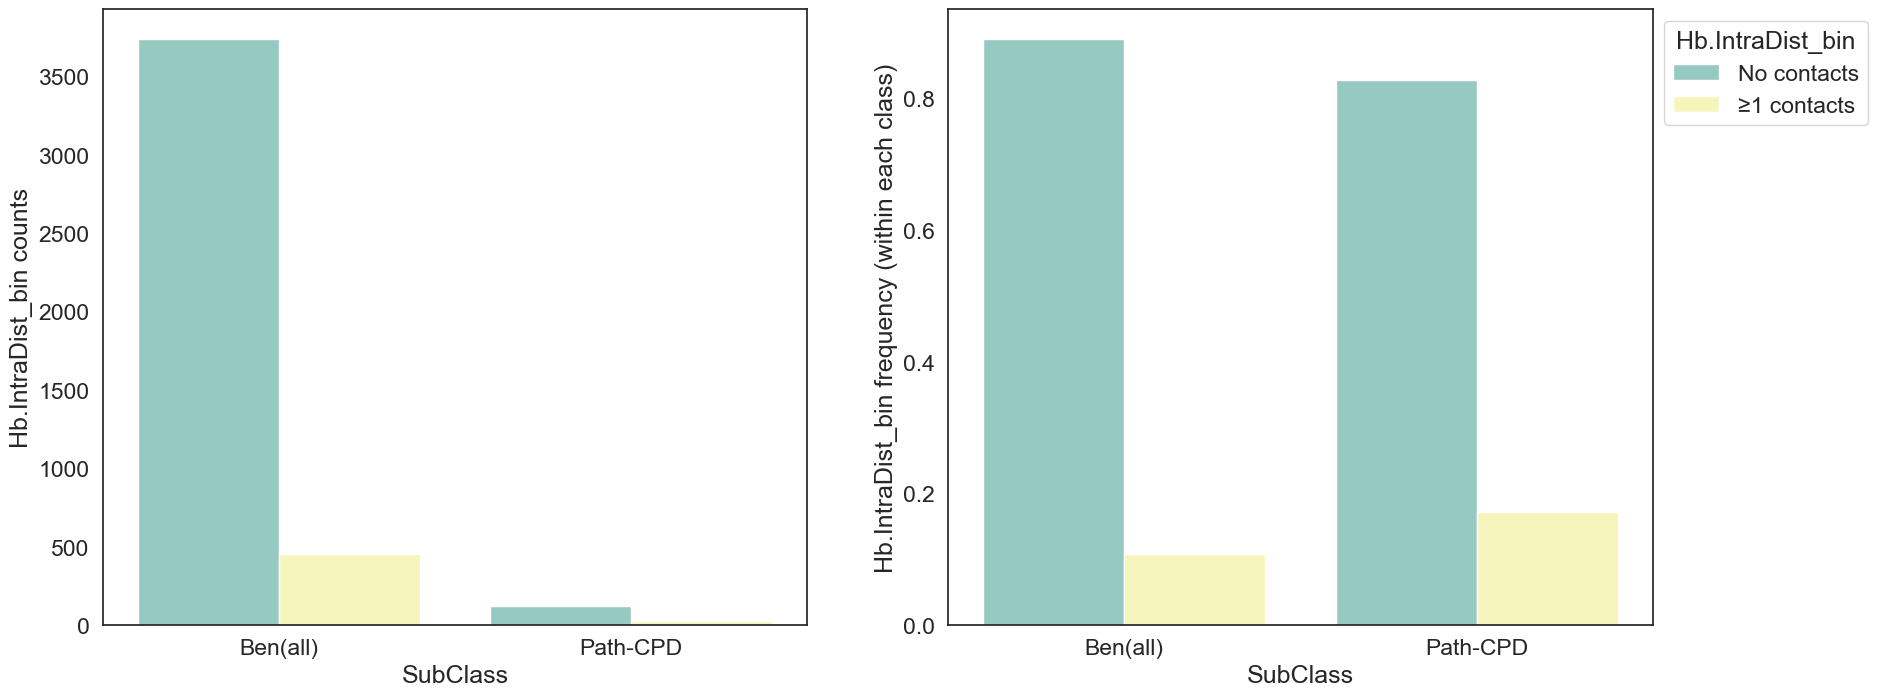 Hb.IntraDist_bin counts
3500
3000
2500
2000
1500
1000
500
0
Ben(all)
Path-CPD
SubClass
Hb.IntraDist_bin frequency (within each class)
0.8
0.6
0.4
0.2
0.0
Ben(all)
Path-CPD
SubClass
Hb.IntraDist_bin
No contacts
≥1 contacts